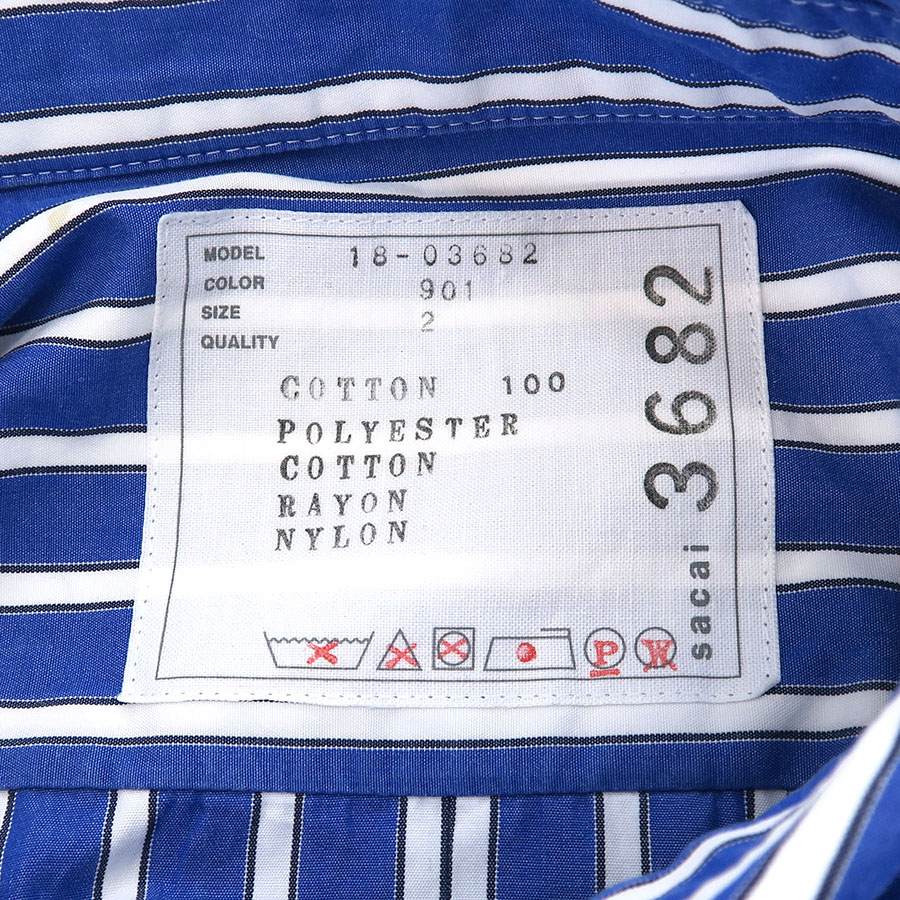 MODEL 18-03682
COLOR 901
SIZE 2
QUALITY
COTTON 100
POLYESTER
COTTON
RAYON
NYLON
P W
sacai 3682